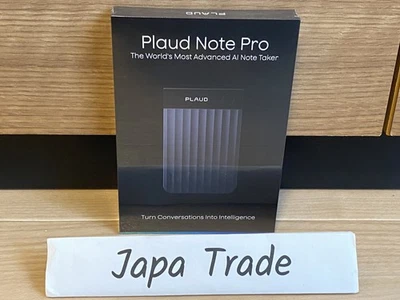 PLAUD
Plaud Note Pro
The World's Most Advanced AI Note Taker
PLAUD
Turn Conversations Into Intelligence
Japa Trade